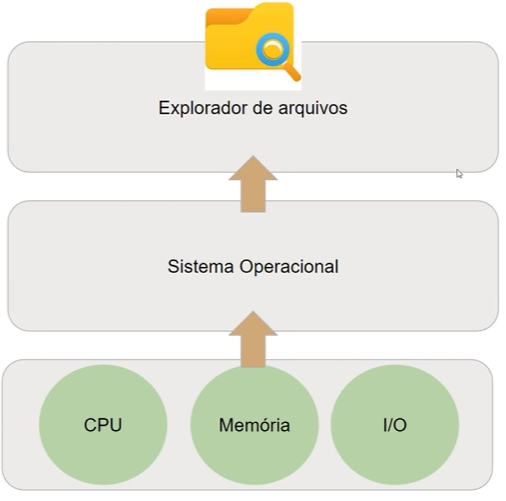 Explorador de arquivos
Sistema Operacional
CPU
Memória
I/O